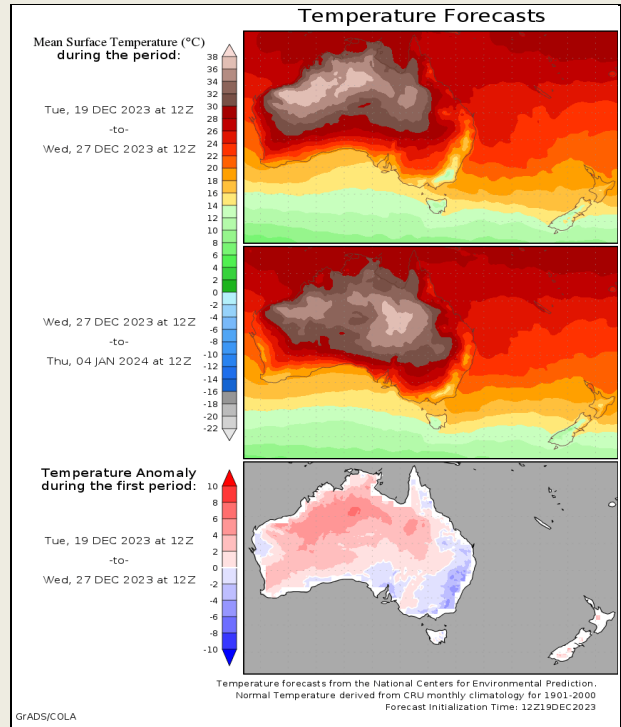 Temperature Forecasts
Mean Surface Temperature (°C)
during the period:
Tue, 19 DEC 2023 at 12Z
-to-
Wed, 27 DEC 2023 at 12Z
38
36
34
32
30
28
26
24
22
20
18
16
14
12
10
8
6
4
2
0
-2
-4
-6
-8
-10
-12
-14
-16
-18
-20
-22
Wed, 27 DEC 2023 at 12Z
-to-
Thu, 04 JAN 2024 at 12Z
Temperature Anomaly
during the first period:
Tue, 19 DEC 2023 at 12Z
-to-
Wed, 27 DEC 2023 at 12Z
10
8
6
4
2
0
-2
-4
-6
-8
-10
Temperature forecasts from the National Centers for Environmental Prediction.
Normal Temperature derived from CRU monthly climatology for 1901-2000
Forecast Initialization Time: 12Z19DEC2023
GrADS/COLA